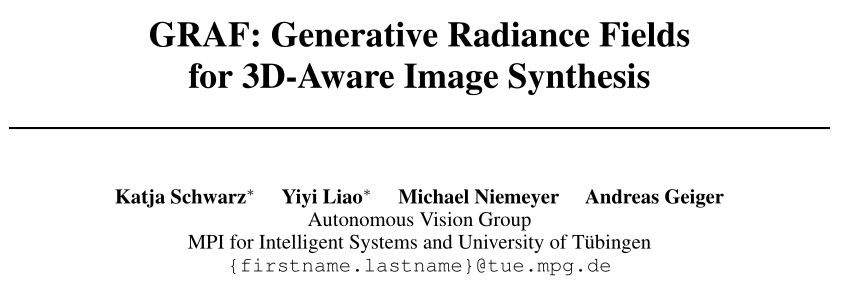 GRAF: Generative Radiance Fields
for 3D-Aware Image Synthesis
Katja Schwarz* Yiyi Liao* Michael Niemeyer Andreas Geiger
Autonomous Vision Group
MPI for Intelligent Systems and University of Tübingen
{firstname.lastname}@tue.mpg.de